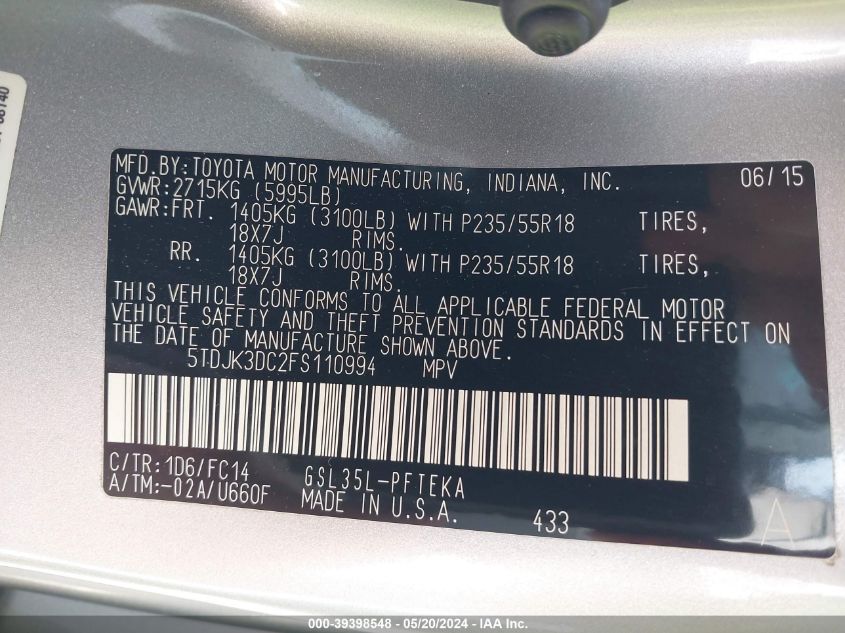 MFD.BY:TOYOTA MOTOR MANUFACTURING, INDIANA, INC. 06/15
GVWR:2715KG (5995LB)
GAWR:FRT. 1405KG (3100LB) WITH P235/55R18 TIRES,
18X7J RIMS.
RR. 1405KG (3100LB) WITH P235/55R18 TIRES,
18X7J RIMS.
THIS VEHICLE CONFORMS TO ALL APPLICABLE FEDERAL MOTOR
VEHICLE SAFETY AND THEFT PREVENTION STANDARDS IN EFFECT ON
THE DATE OF MANUFACTURE SHOWN ABOVE.
5TDJK3DC2FS110994 MPV
C/TR:1D6/FC14 GSL35L-PFTEKA
A/TM:-02A/U660F MADE IN U.S.A. 433
A
000-39398548 - 05/20/2024 - IAA Inc.